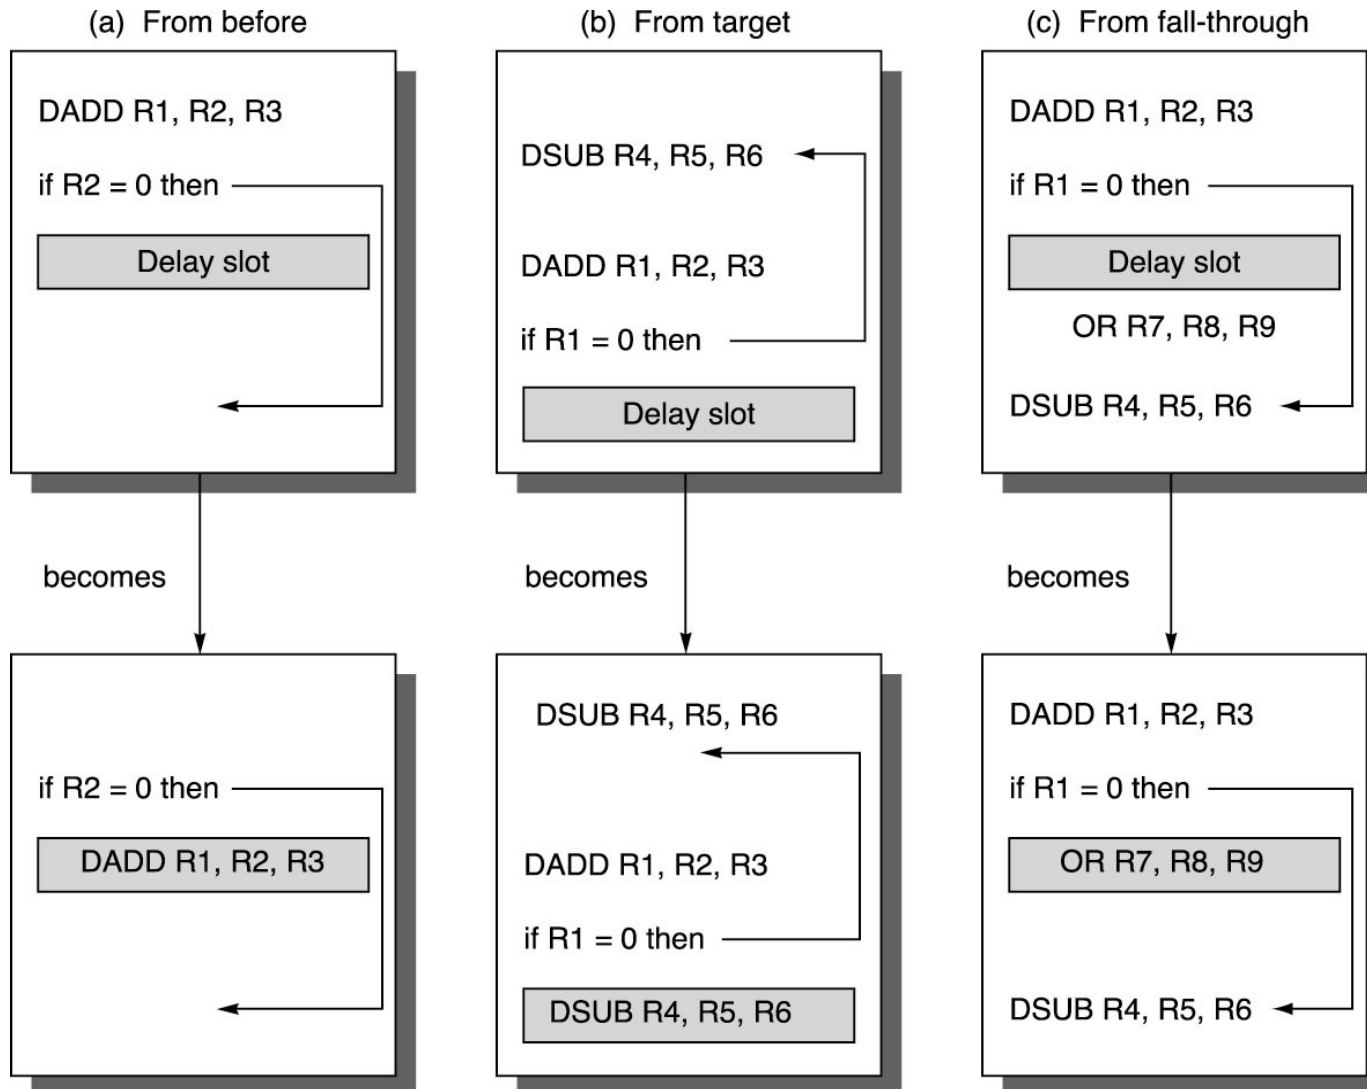 (a) From before
DADD R1, R2, R3
if R2 = 0 then
Delay slot
becomes
if R2 = 0 then
DADD R1, R2, R3
(b) From target
DSUB R4, R5, R6
DADD R1, R2, R3
if R1 = 0 then
Delay slot
becomes
DSUB R4, R5, R6
DADD R1, R2, R3
if R1 = 0 then
DSUB R4, R5, R6
(c) From fall-through
DADD R1, R2, R3
if R1 = 0 then
Delay slot
OR R7, R8, R9
DSUB R4, R5, R6
becomes
DADD R1, R2, R3
if R1 = 0 then
OR R7, R8, R9
DSUB R4, R5, R6